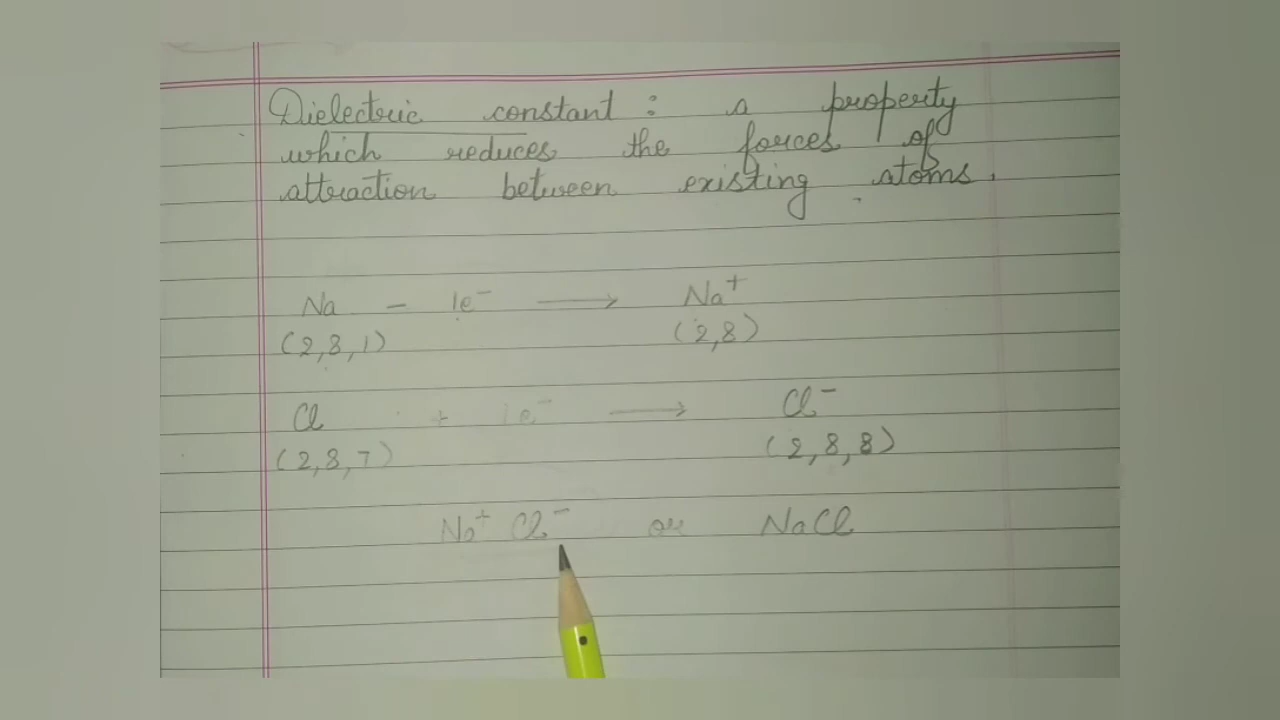 Dielectric constant : a property
which reduces the forces of
attraction between existing atoms.
Na - 1e⁻ → Na⁺
(2,8,1) (2,8)
Cl + 1e⁻ → Cl⁻
(2,8,7) (2,8,8)
Na⁺ Cl⁻ or NaCl